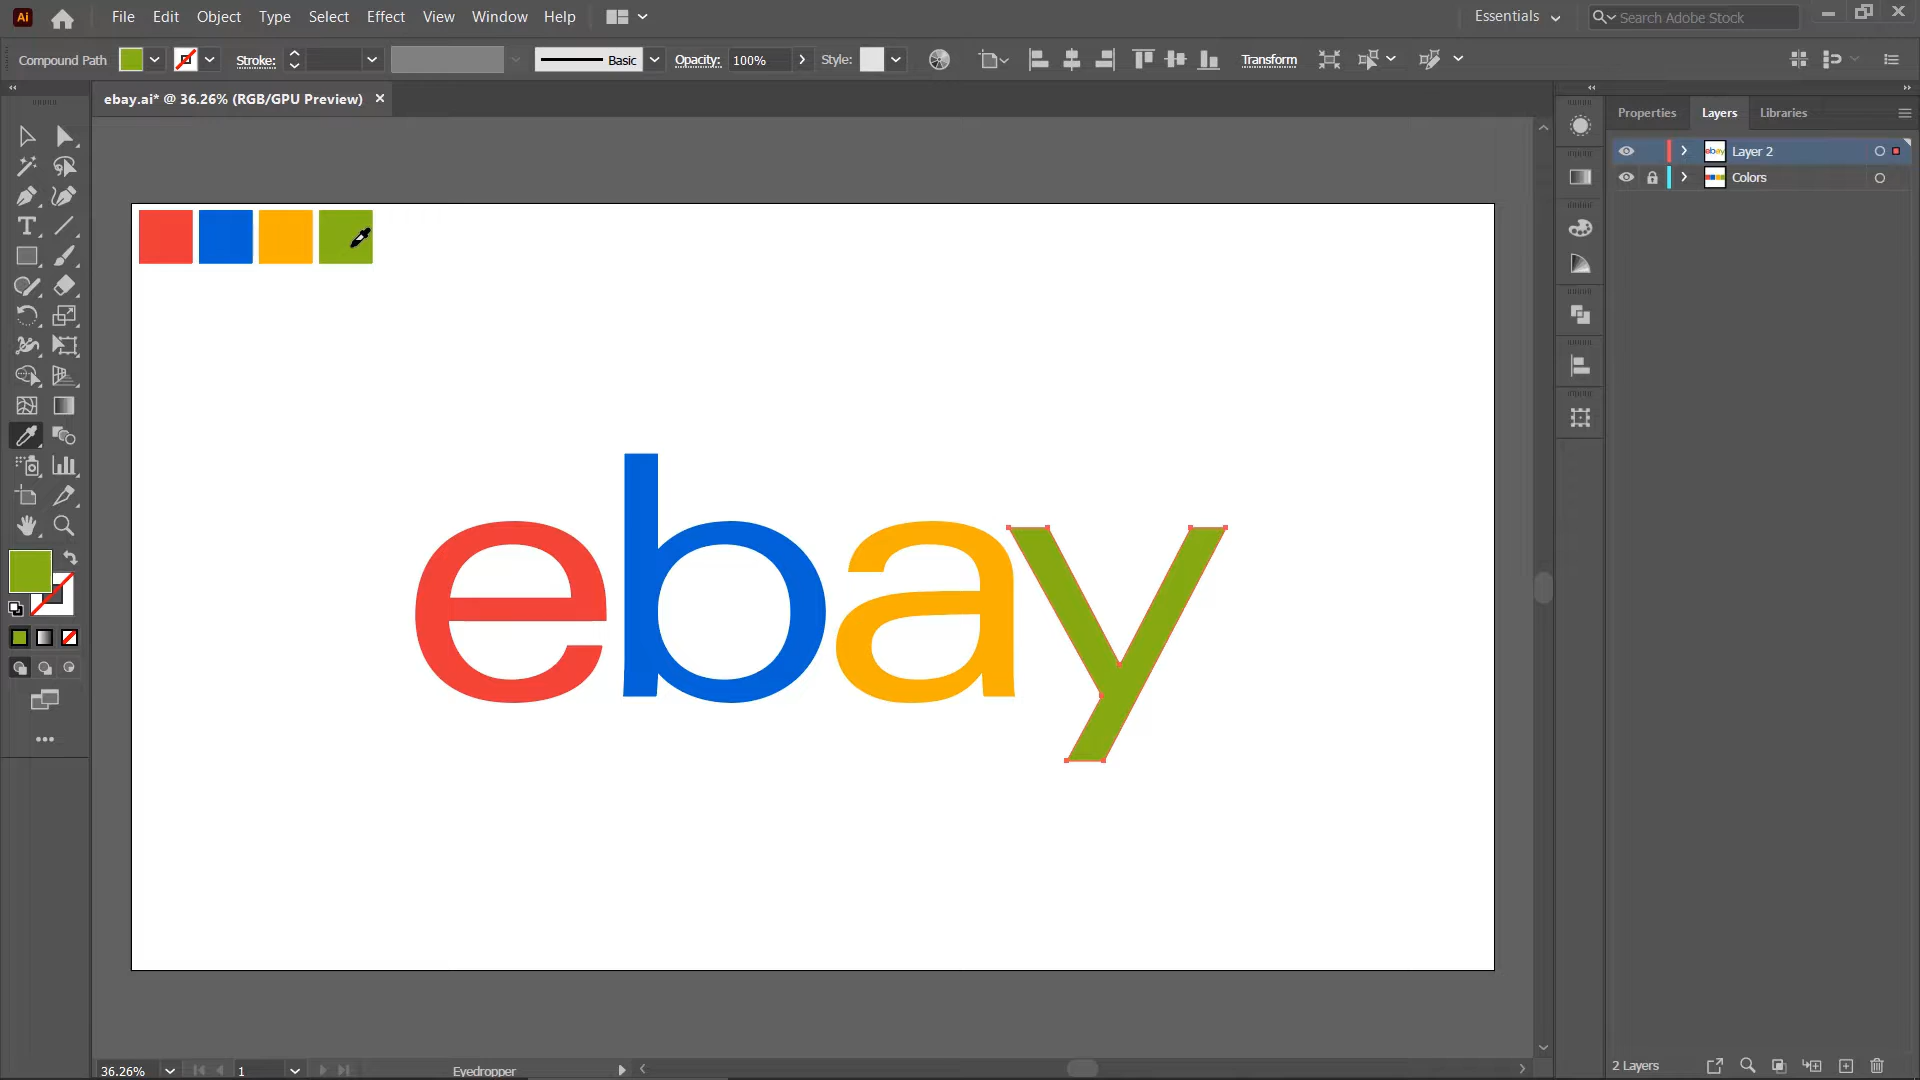 Ai File Edit Object Type Select Effect View Window Help Essentials Search Adobe Stock
Compound Path Stroke: Basic Opacity: 100% Style: Transform
ebay.ai* @ 36.26% (RGB/GPU Preview)
Properties Layers Libraries
Layer 2
Colors
ebay
2 Layers
36.26% 1 Eyedropper